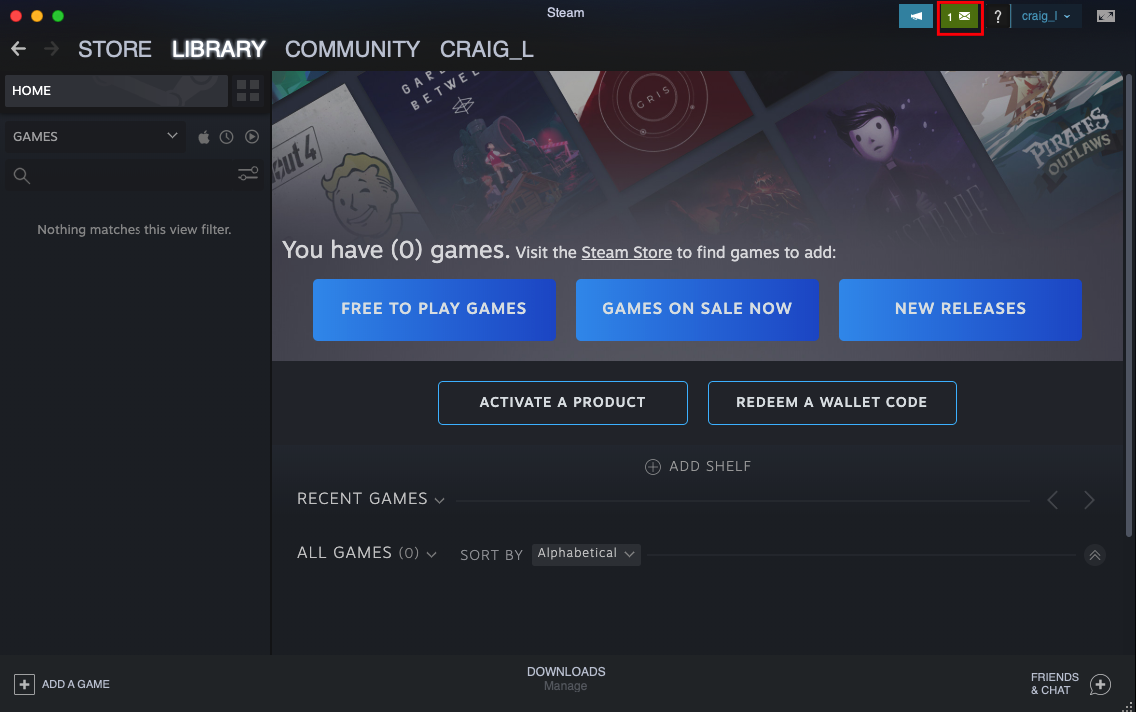 Steam
1
?
craig_l
STORE
LIBRARY
COMMUNITY
CRAIG_L
HOME
GAMES
Nothing matches this view filter.
GAR
BETWE
GRIS
out 4
PIRATES
OUTLAWS
You have (0) games. Visit the Steam Store to find games to add:
FREE TO PLAY GAMES
GAMES ON SALE NOW
NEW RELEASES
ACTIVATE A PRODUCT
REDEEM A WALLET CODE
ADD SHELF
RECENT GAMES
ALL GAMES (0)
SORT BY
Alphabetical
ADD A GAME
DOWNLOADS
Manage
FRIENDS
& CHAT